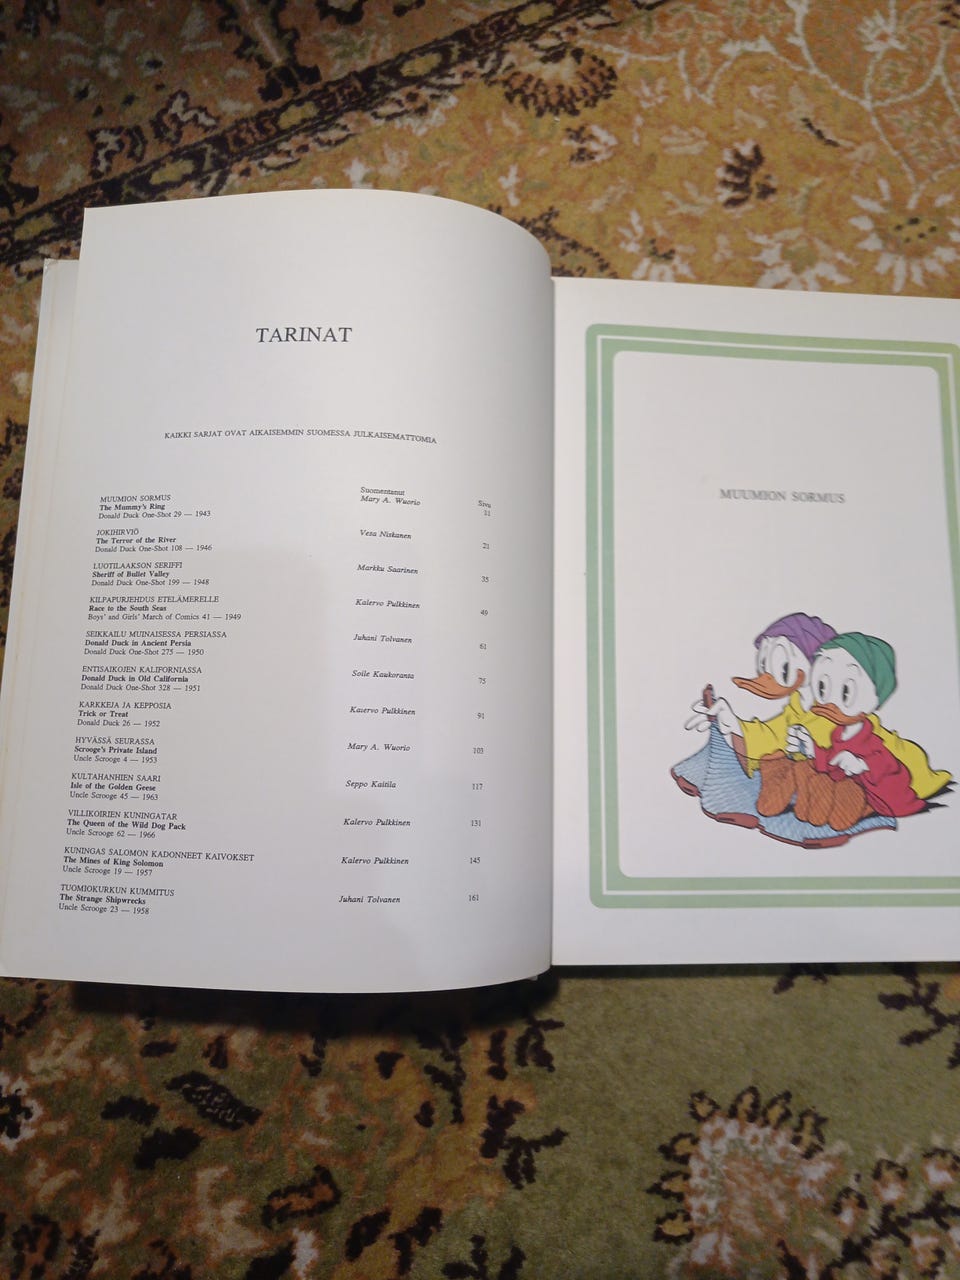 TARINAT
KAIKKI SARJAT OVAT AIKAISEMMIN SUOMESSA JULKAISEMATTOMIA
Suomentanut
Sivu
MUUMION SORMUS
The Mummy's Ring
Donald Duck One-Shot 29 — 1943
Mary A. Wuorio
11
JOKIHIRVIÖ
The Terror of the River
Donald Duck One-Shot 108 — 1946
Vesa Niskanen
21
LUOTILAAKSON SERIFFI
Sheriff of Bullet Valley
Donald Duck One-Shot 199 — 1948
Markku Saarinen
35
KILPAPURJEHDUS ETELÄMERELLE
Race to the South Seas
Boys' and Girls' March of Comics 41 — 1949
Kalervo Pulkkinen
49
SEIKKAILU MUINAISESSA PERSIASSA
Donald Duck in Ancient Persia
Donald Duck One-Shot 275 — 1950
Juhani Tolvanen
61
ENTISAIKOJEN KALIFORNIASSA
Donald Duck in Old California
Donald Duck One-Shot 328 — 1951
Soile Kaukoranta
75
KARKKEJA JA KEPPOSIA
Trick or Treat
Donald Duck 26 — 1952
Kalervo Pulkkinen
91
HYVÄSSÄ SEURASSA
Scrooge's Private Island
Uncle Scrooge 4 — 1953
Mary A. Wuorio
103
KULTAHANHIEN SAARI
Isle of the Golden Geese
Uncle Scrooge 45 — 1963
Seppo Kaitila
117
VILLIKOIRIEN KUNINGATAR
The Queen of the Wild Dog Pack
Uncle Scrooge 62 — 1966
Kalervo Pulkkinen
131
KUNINGAS SALOMON KADONNEET KAIVOKSET
The Mines of King Solomon
Uncle Scrooge 19 — 1957
Kalervo Pulkkinen
145
TUOMIOKURKUN KUMMITUS
The Strange Shipwrecks
Uncle Scrooge 23 — 1958
Juhani Tolvanen
161
MUUMION SORMUS